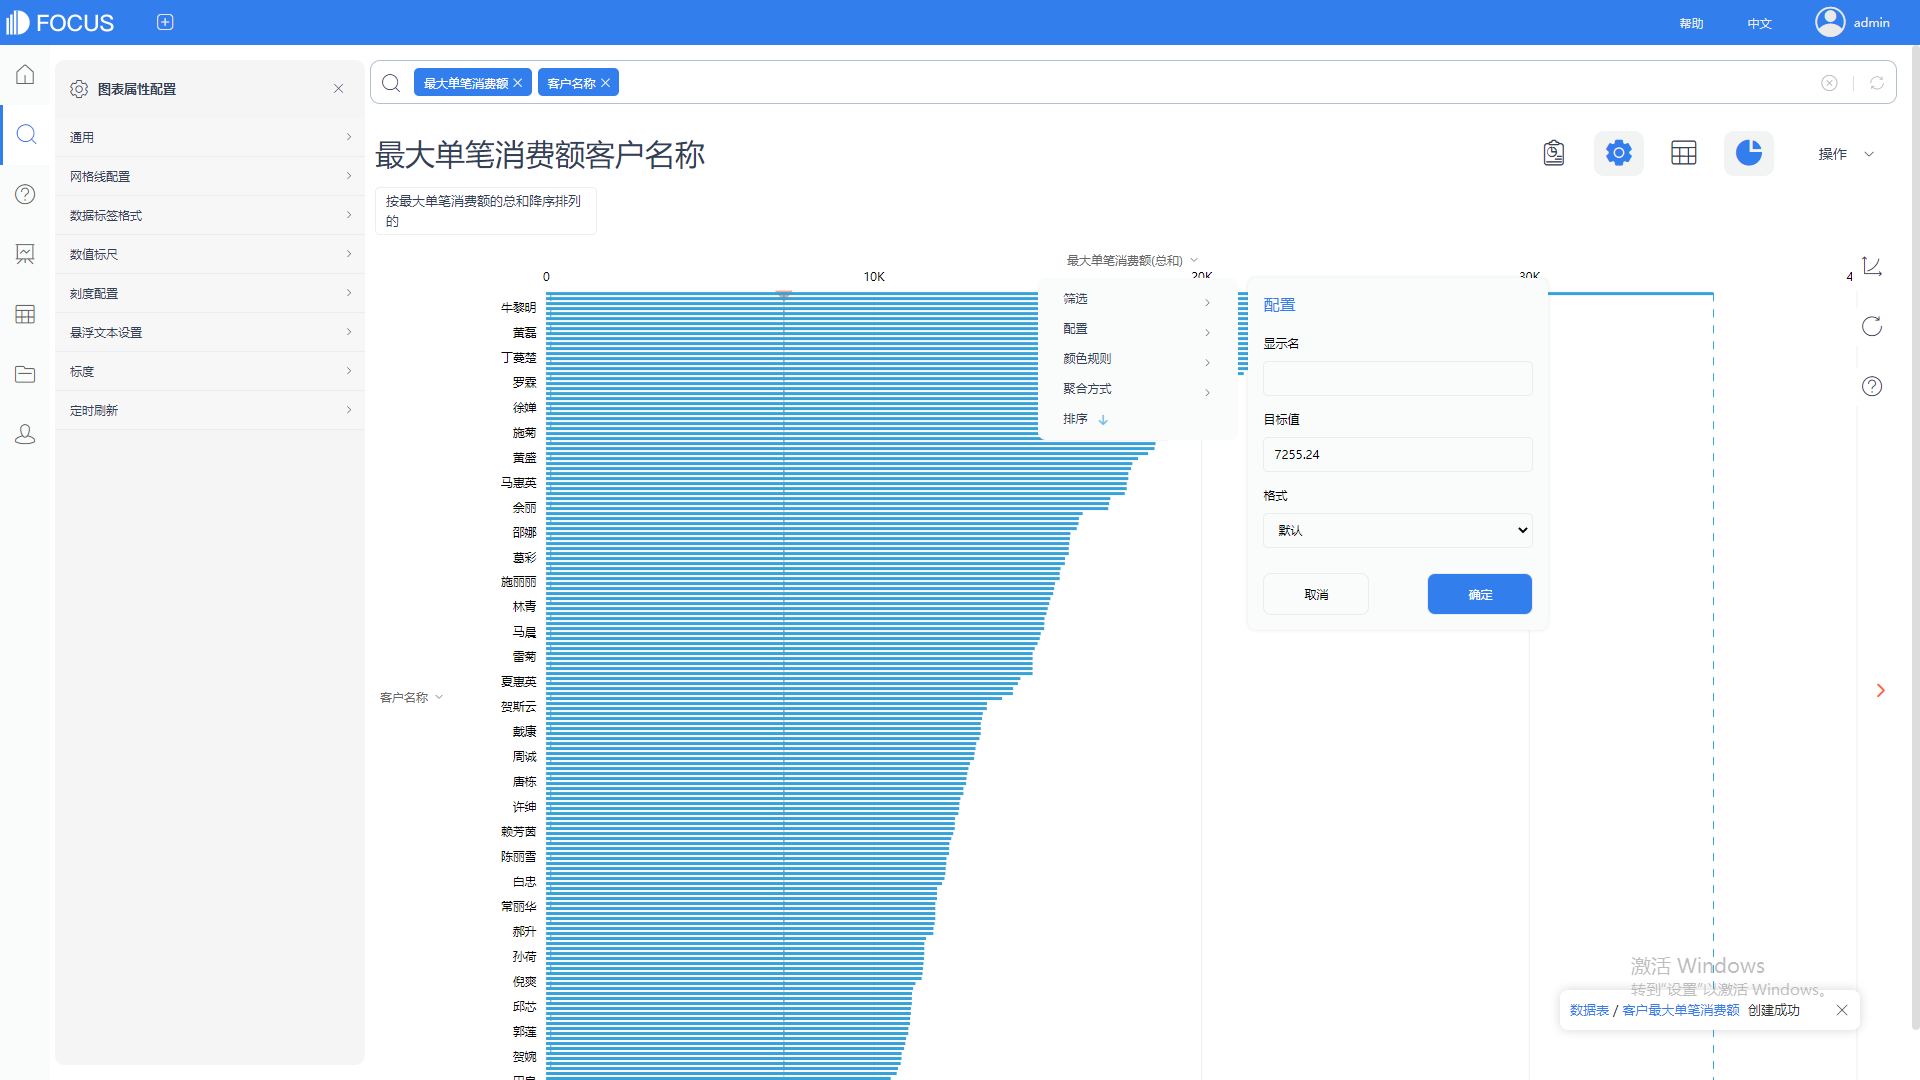 FOCUS
帮助
中文
admin
图表属性配置
通用
网格线配置
数据标签格式
数值标尺
刻度配置
悬浮文本设置
标度
定时刷新
最大单笔消费额
客户名称
最大单笔消费额客户名称
操作
按最大单笔消费额的总和降序排列
的
最大单笔消费额(总和)
0
10K
20K
30K
4
牛黎明
黄磊
丁蔓楚
罗霖
徐婵
施菊
黄盛
马惠英
余丽
邵娜
葛彩
施丽丽
林青
马晨
雷菊
夏惠英
贺斯云
戴康
周诚
唐栋
许绅
赖芳茵
陈丽雪
白忠
常丽华
郝升
孙荷
倪爽
邱芯
郭莲
贺婉
客户名称
筛选
配置
颜色规则
聚合方式
排序
配置
显示名
目标值
7255.24
格式
默认
取消
确定
激活 Windows
转到"设置"以激活 Windows。
数据表 / 客户最大单笔消费额 创建成功